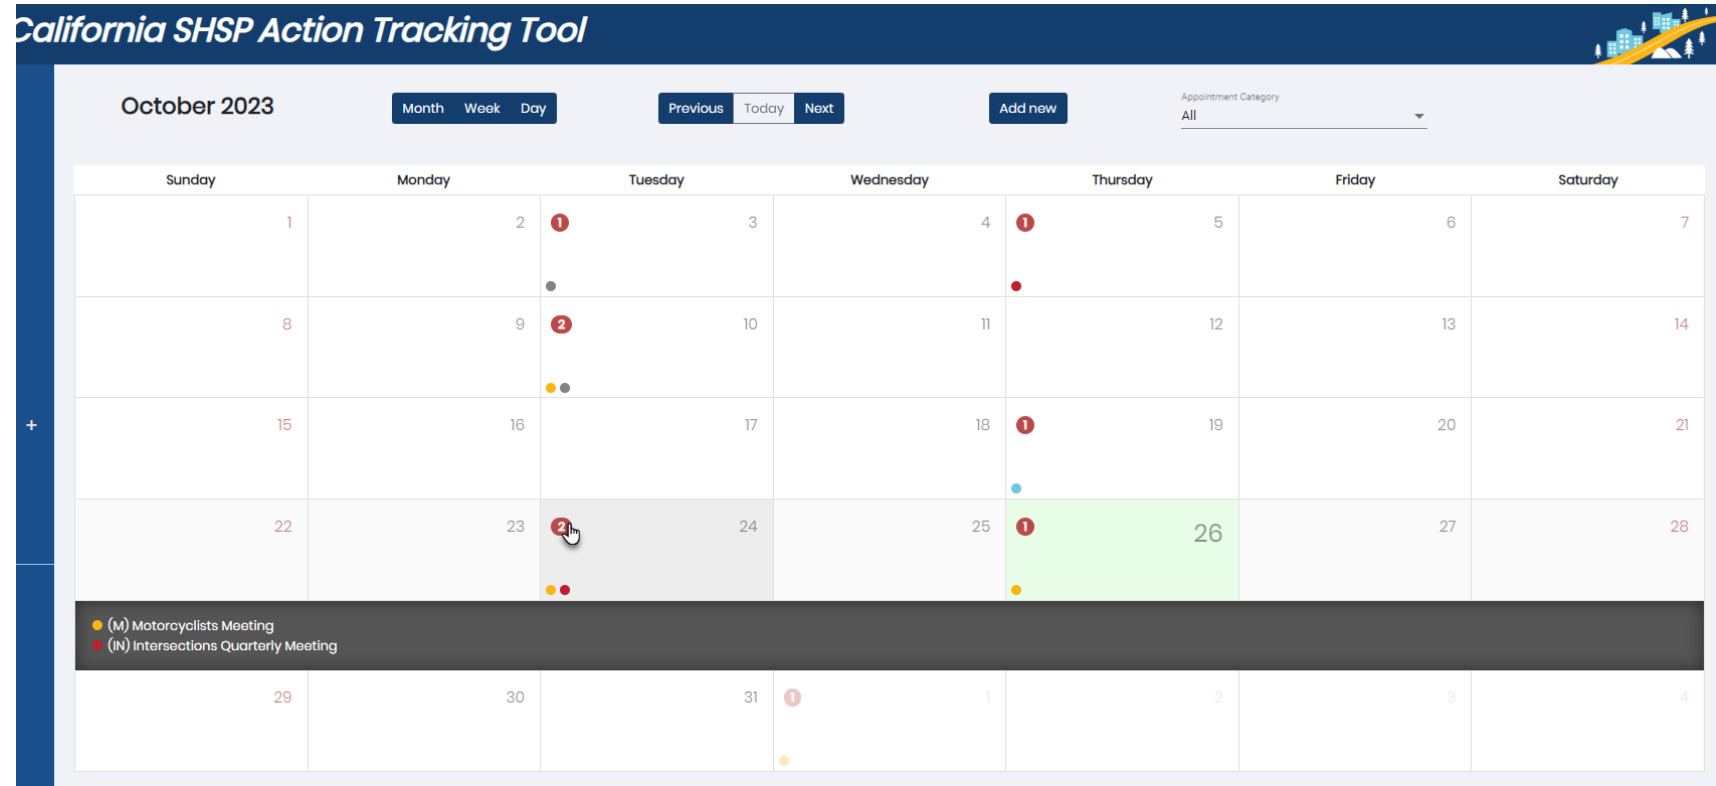 California SHSP Action Tracking Tool
October 2023
Month Week Day
Previous Today Next
Add new
Appointment Category
All
Sunday Monday Tuesday Wednesday Thursday Friday Saturday
1 2 1 3 4 1 5 6 7
8 9 2 10 11 12 13 14
+
15 16 17 18 1 19 20 21
22 23 2 24 25 1 26 27 28
(M) Motorcyclists Meeting
(IN) Intersections Quarterly Meeting
29 30 31 1 1 2 3 4